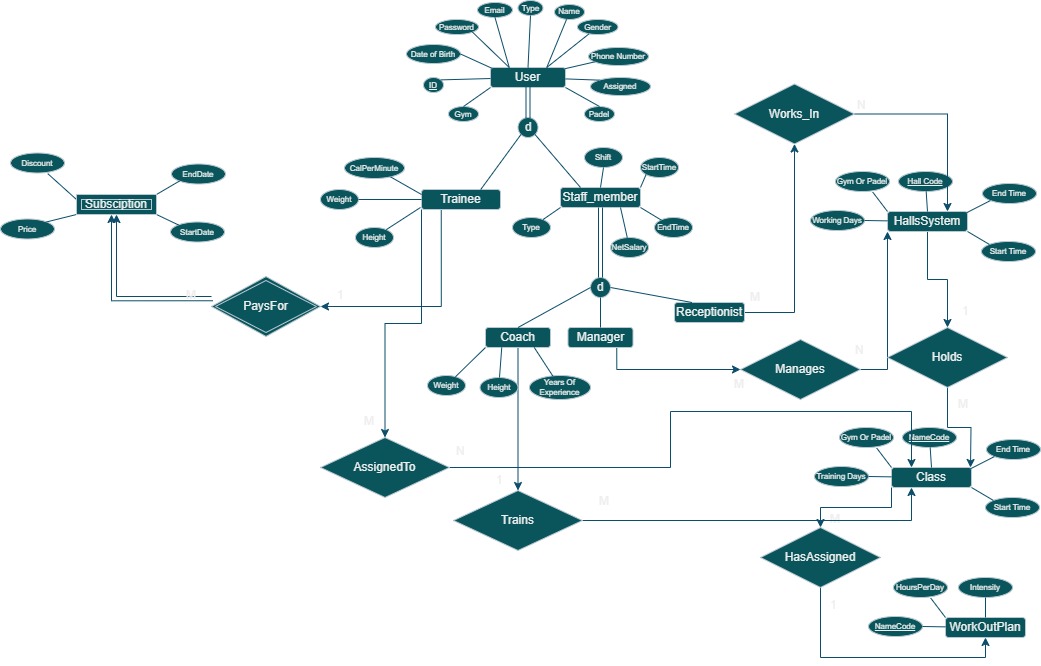 Email
Type
Name
Password
Gender
Date of Birth
Phone Number
User
ID
Assigned
Gym
Padel
d
Works_In
N
Discount
EndDate
CalPerMinute
Shift
StartTime
Gym Or Padel
Hall Code
End Time
Subsciption
Weight
Trainee
Staff_member
Working Days
HallsSystem
Price
StartDate
Height
Type
EndTime
NetSalary
Start Time
M
PaysFor
1
d
Receptionist
M
1
Coach
Manager
N
Holds
Manages
Weight
Height
Years Of
Experience
M
M
M
Gym Or Padel
NameCode
End Time
N
AssignedTo
Training Days
Class
1
M
Start Time
Trains
M
HasAssigned
HoursPerDay
Intensity
1
NameCode
WorkOutPlan